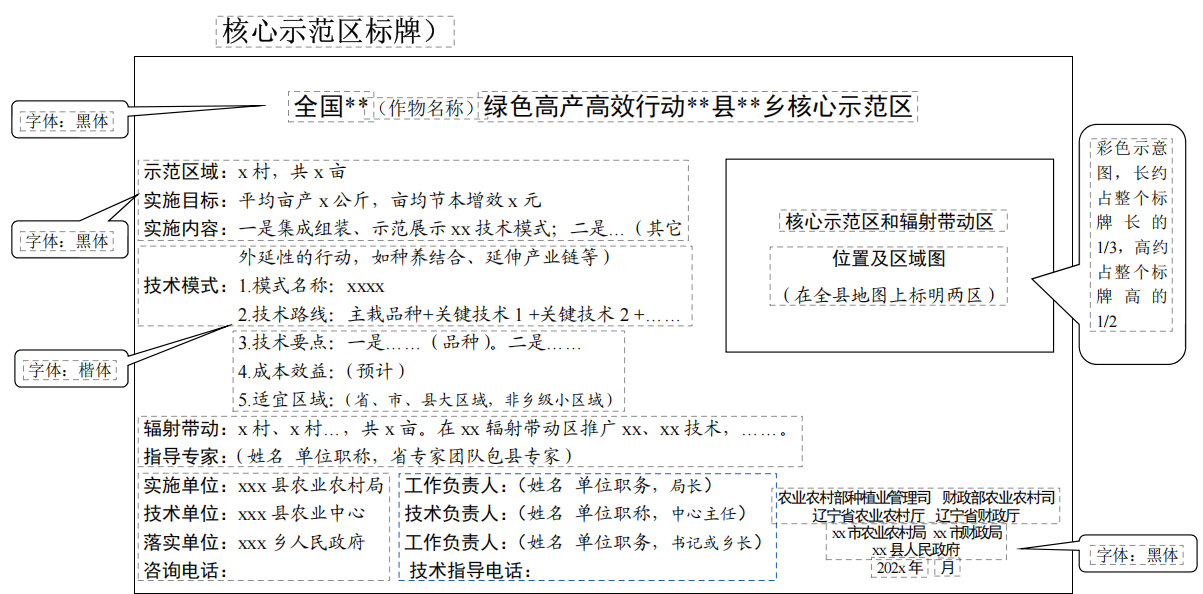 核心示范区标牌）
全国**（作物名称）绿色高产高效行动**县**乡核心示范区
字体：黑体
示范区域：x 村，共 x 亩
实施目标：平均亩产 x 公斤，亩均节本增效 x 元
实施内容：一是集成组装、示范展示 xx 技术模式；二是…（其它
外延性的行动，如种养结合、延伸产业链等）
技术模式：1.模式名称：xxxx
2.技术路线：主栽品种+关键技术 1 +关键技术 2 +……
3.技术要点：一是……（品种）。二是……
4.成本效益：（预计）
5.适宜区域：（省、市、县大区域，非乡级小区域）
辐射带动：x 村、x 村…，共 x 亩。在 xx 辐射带动区推广 xx、xx 技术，……。
指导专家：（姓名 单位职称，省专家团队包县专家）
字体：黑体
字体：楷体
核心示范区和辐射带动区
位置及区域图
（在全县地图上标明两区）
彩色示意
图，长约
占整个标
牌长的
1/3，高约
占整个标
牌高的
1/2
实施单位：xxx 县农业农村局 工作负责人：（姓名 单位职务，局长）
技术单位：xxx 县农业中心 技术负责人：（姓名 单位职称，中心主任）
落实单位：xxx 乡人民政府 工作负责人：（姓名 单位职务，书记或乡长）
咨询电话： 技术指导电话：
农业农村部种植业管理司 财政部农业农村司
辽宁省农业农村厅 辽宁省财政厅
xx 市农业农村局 xx 市财政局
xx 县人民政府
202x 年 月
字体：黑体